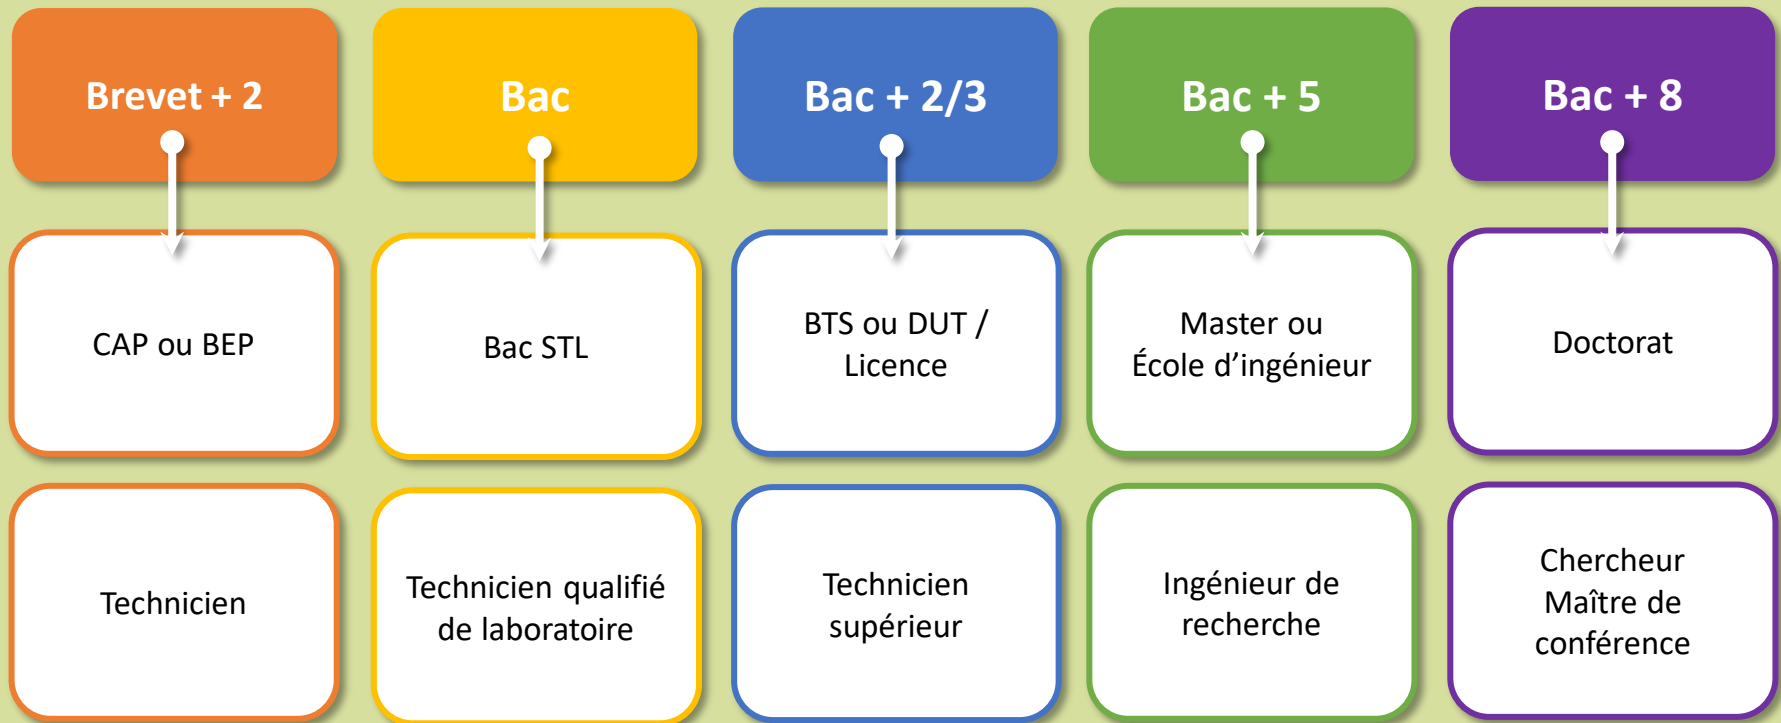 Brevet + 2
Bac
Bac + 2/3
Bac + 5
Bac + 8
CAP ou BEP
Bac STL
BTS ou DUT /
Licence
Master ou
École d'ingénieur
Doctorat
Technicien
Technicien qualifié
de laboratoire
Technicien
supérieur
Ingénieur de
recherche
Chercheur
Maître de
conférence